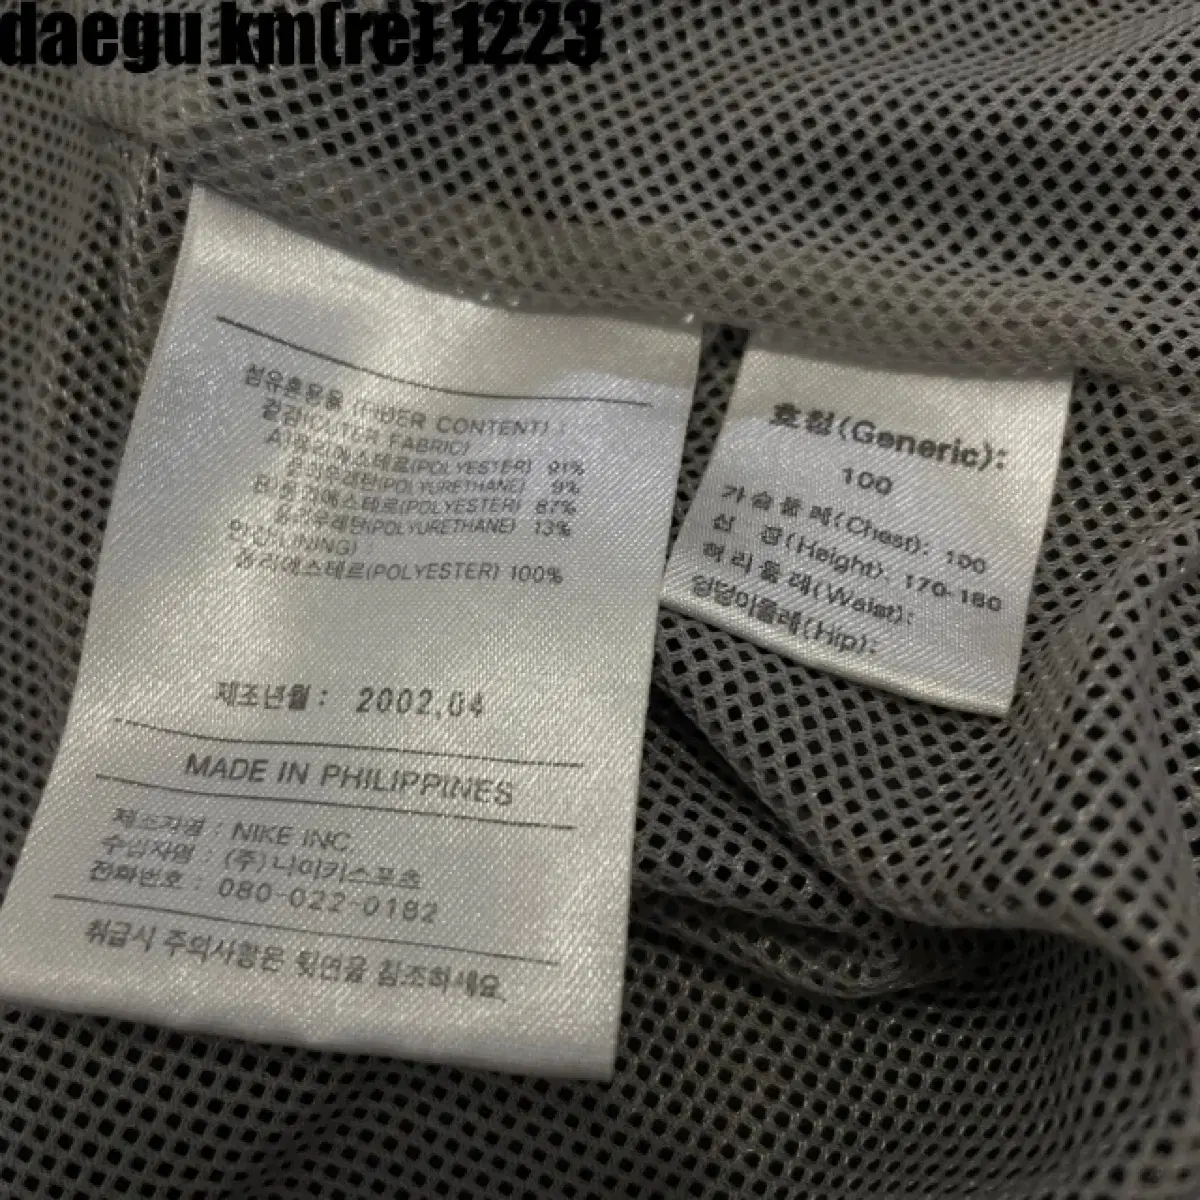 daegu km(re) 1223
섬유혼용율 (FIBER CONTENT) :
겉감(OUTER FABRIC)
A)폴리에스테르(POLYESTER) 91%
폴리우레탄(POLYURETHANE) 9%
B)폴리에스테르(POLYESTER) 87%
폴리우레탄(POLYURETHANE) 13%
안감(LINING)
폴리에스테르(POLYESTER) 100%
제조년월 : 2002.04
MADE IN PHILIPPINES
제조자명 : NIKE INC.
수입자명 : (주)나이키스포츠
전화번호 : 080-022-0182
취급시 주의사항은 뒷면을 참조하세요.
호칭(Generic):
100
가슴둘레(Chest): 100
신 장(Height): 170-180
허리둘레(Waist):
엉덩이둘레(Hip):